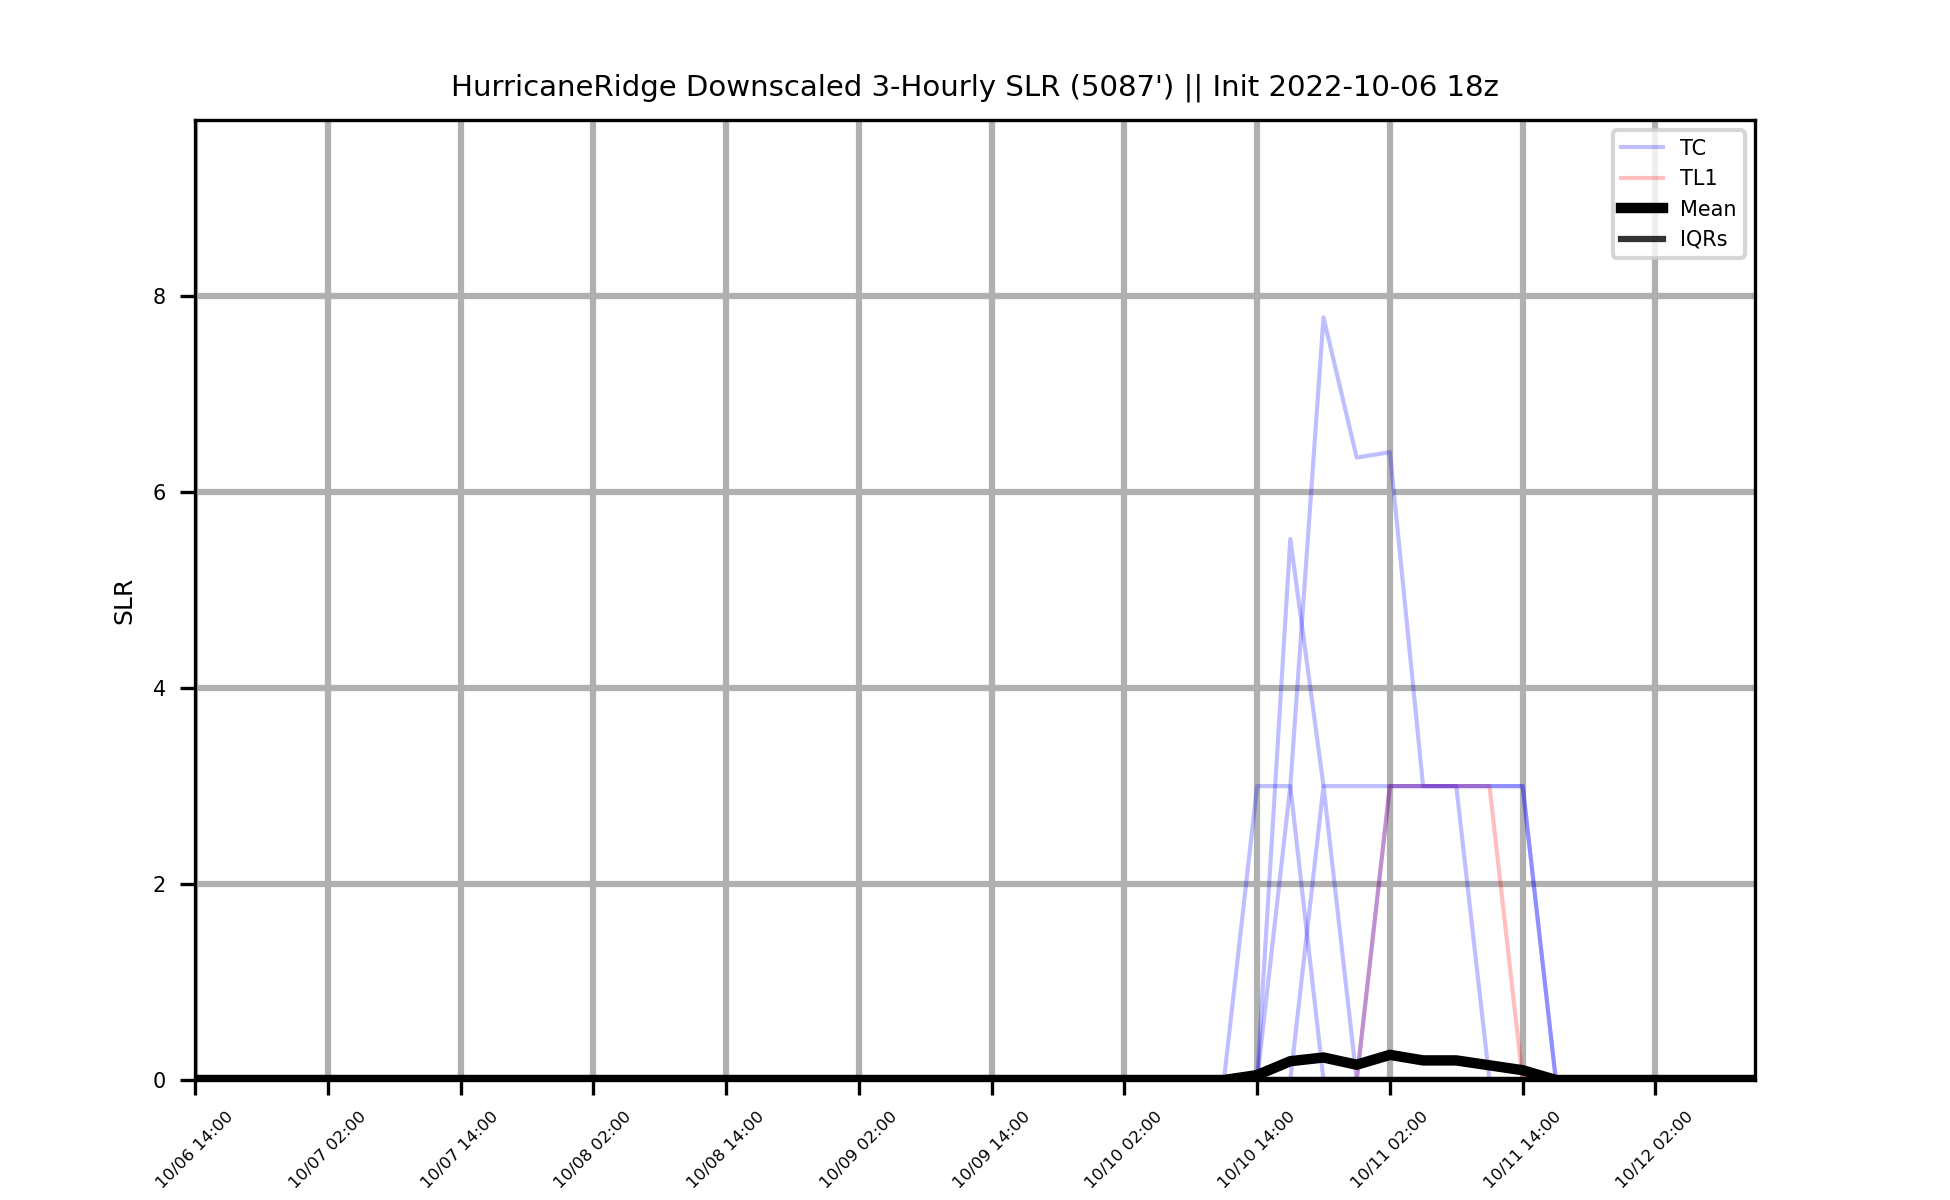 HurricaneRidge Downscaled 3-Hourly SLR (5087') || Init 2022-10-06 18z
TC
TL1
Mean
IQRs
SLR
8
6
4
2
0
10/06 14:00
10/07 02:00
10/07 14:00
10/08 02:00
10/08 14:00
10/09 02:00
10/09 14:00
10/10 02:00
10/10 14:00
10/11 02:00
10/11 14:00
10/12 02:00